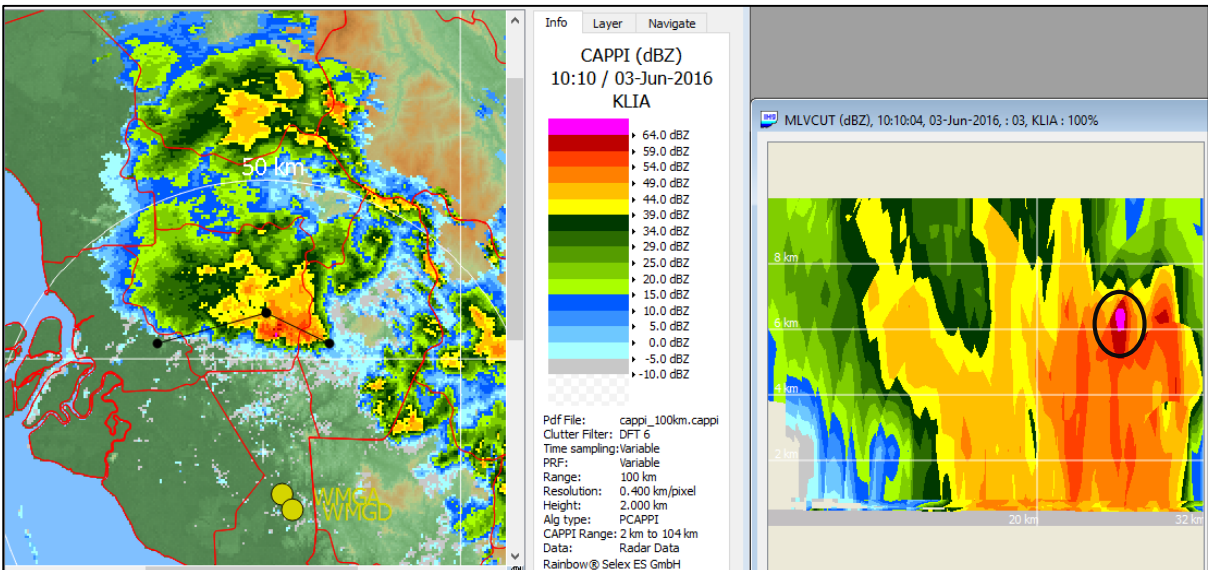 50 km
WMGA
WMGD
Info Layer Navigate
CAPPI (dBZ)
10:10 / 03-Jun-2016
KLIA
64.0 dBZ
59.0 dBZ
54.0 dBZ
49.0 dBZ
44.0 dBZ
39.0 dBZ
34.0 dBZ
29.0 dBZ
25.0 dBZ
20.0 dBZ
15.0 dBZ
10.0 dBZ
5.0 dBZ
0.0 dBZ
-5.0 dBZ
-10.0 dBZ
Pdf File: cappi_100km.cappi
Clutter Filter: DFT 6
Time sampling:Variable
PRF: Variable
Range: 100 km
Resolution: 0.400 km/pixel
Height: 2.000 km
Alg type: PCAPPI
CAPPI Range: 2 km to 104 km
Data: Radar Data
Rainbow® Selex ES GmbH
MLVCUT (dBZ), 10:10:04, 03-Jun-2016, : 03, KLIA : 100%
8 km
6 km
4 km
2 km
20 km
32 km